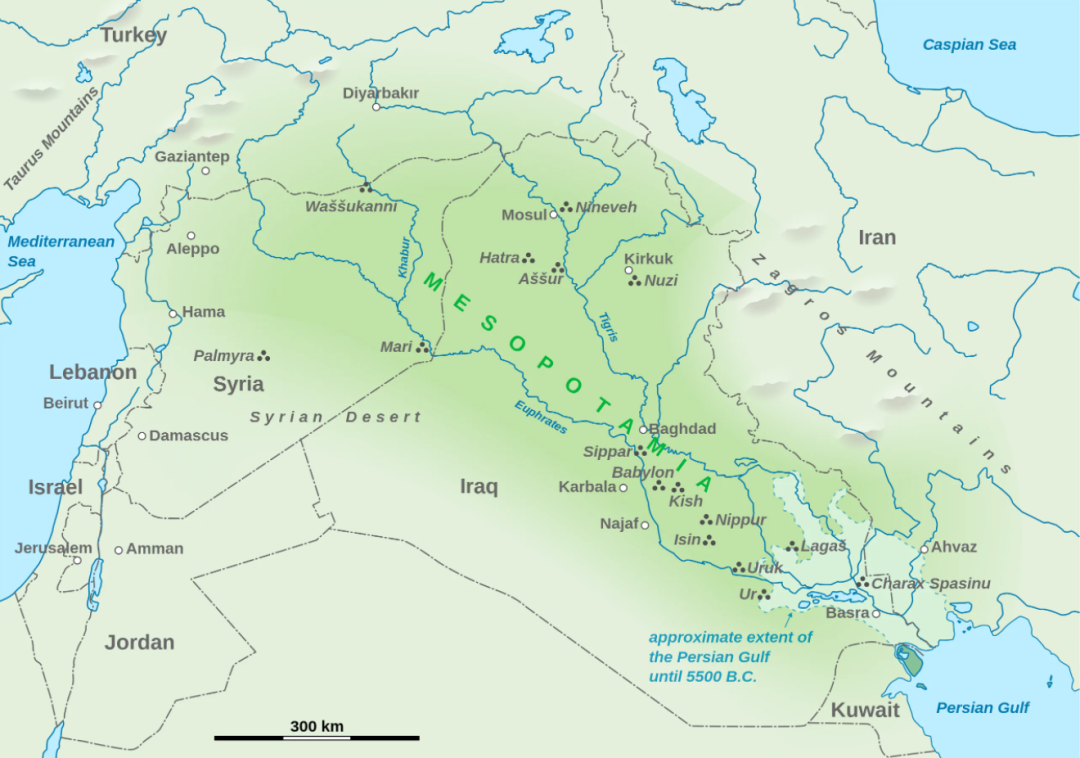 Turkey
Caspian Sea
Taurus Mountains
Diyarbakır
Gaziantep
Waššukanni
Mosul
Nineveh
Mediterranean
Sea
Aleppo
Khabur
Hatra
Aššur
Kirkuk
Nuzi
Iran
Zagros Mountains
MESOPOTAMIA
Hama
Tigris
Mari
Palmyra
Lebanon
Syria
Beirut
Syrian Desert
Euphrates
Damascus
Baghdad
Sippar
Babylon
Israel
Iraq
Karbala
Kish
Najaf
Nippur
Isin
Jerusalem
Amman
Lagaš
Ahvaz
Uruk
Charax Spasinu
Ur
Basra
Jordan
approximate extent of
the Persian Gulf
until 5500 B.C.
Kuwait
Persian Gulf
300 km